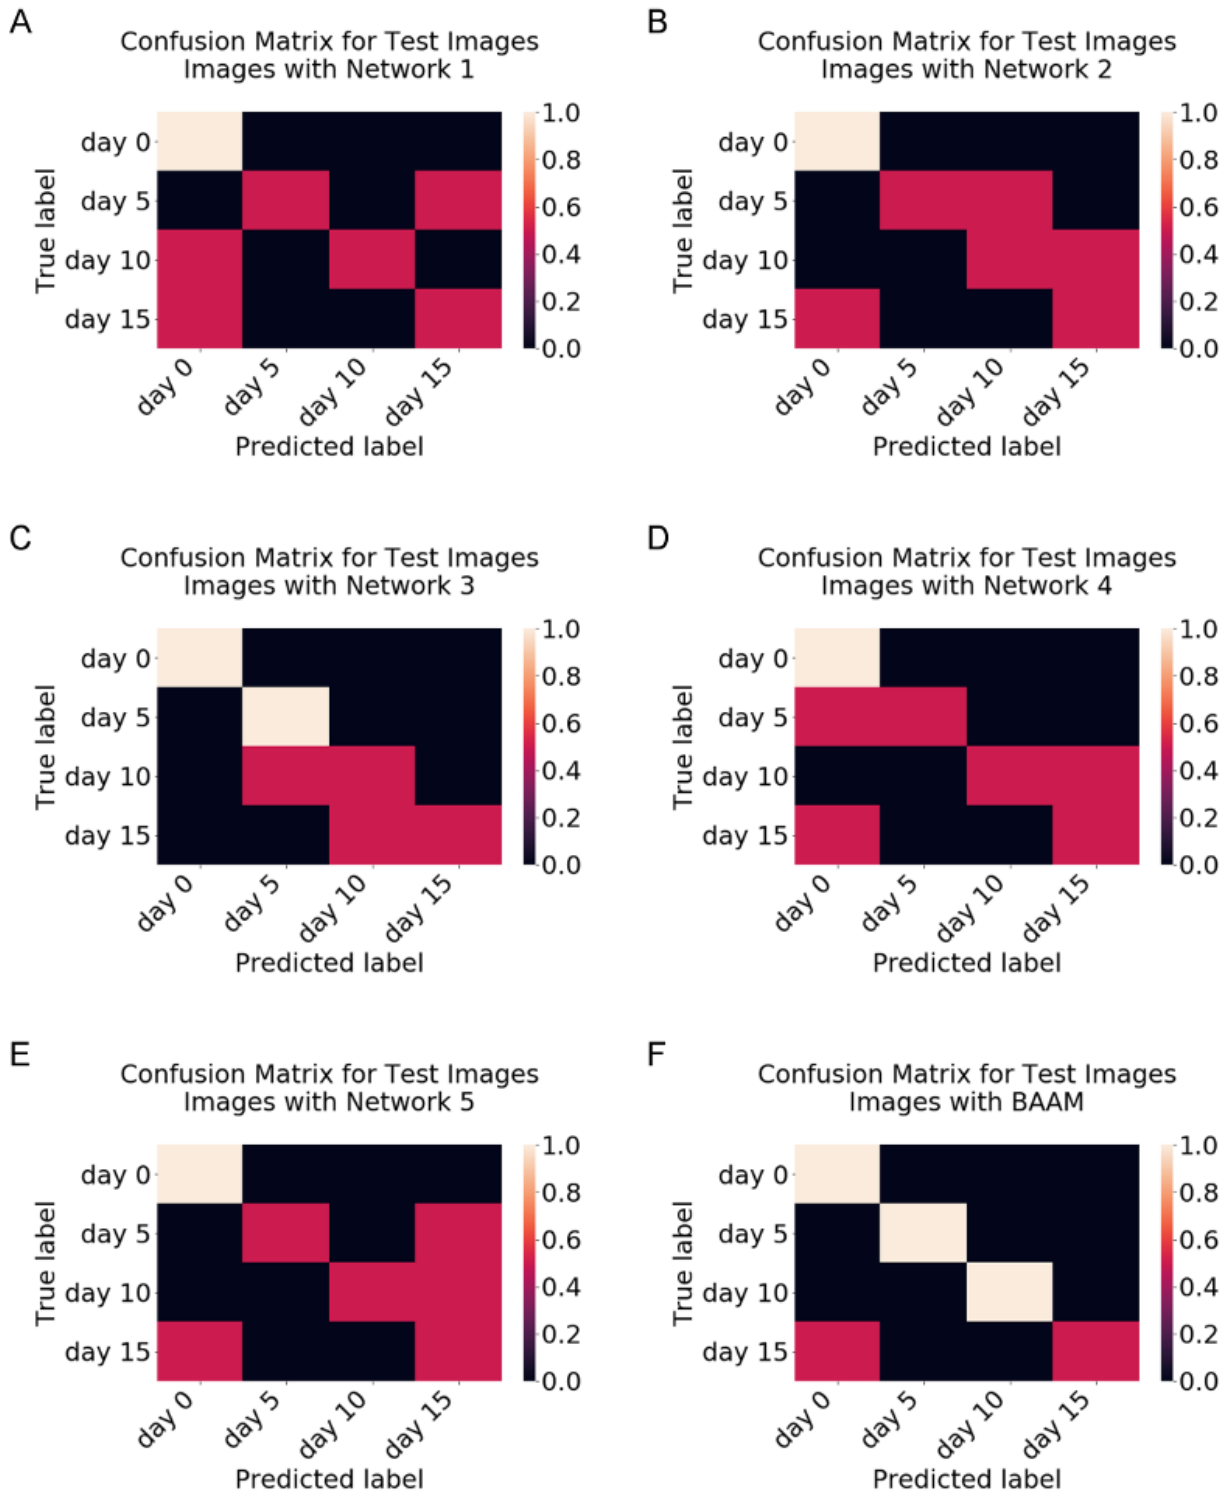 A
Confusion Matrix for Test Images
Images with Network 1
True label
day 0
day 5
day 10
day 15
day 0
day 5
day 10
day 15
Predicted label
1.0
0.8
0.6
0.4
0.2
0.0
B
Confusion Matrix for Test Images
Images with Network 2
True label
day 0
day 5
day 10
day 15
day 0
day 5
day 10
day 15
Predicted label
1.0
0.8
0.6
0.4
0.2
0.0
C
Confusion Matrix for Test Images
Images with Network 3
True label
day 0
day 5
day 10
day 15
day 0
day 5
day 10
day 15
Predicted label
1.0
0.8
0.6
0.4
0.2
0.0
D
Confusion Matrix for Test Images
Images with Network 4
True label
day 0
day 5
day 10
day 15
day 0
day 5
day 10
day 15
Predicted label
1.0
0.8
0.6
0.4
0.2
0.0
E
Confusion Matrix for Test Images
Images with Network 5
True label
day 0
day 5
day 10
day 15
day 0
day 5
day 10
day 15
Predicted label
1.0
0.8
0.6
0.4
0.2
0.0
F
Confusion Matrix for Test Images
Images with BAAM
True label
day 0
day 5
day 10
day 15
day 0
day 5
day 10
day 15
Predicted label
1.0
0.8
0.6
0.4
0.2
0.0